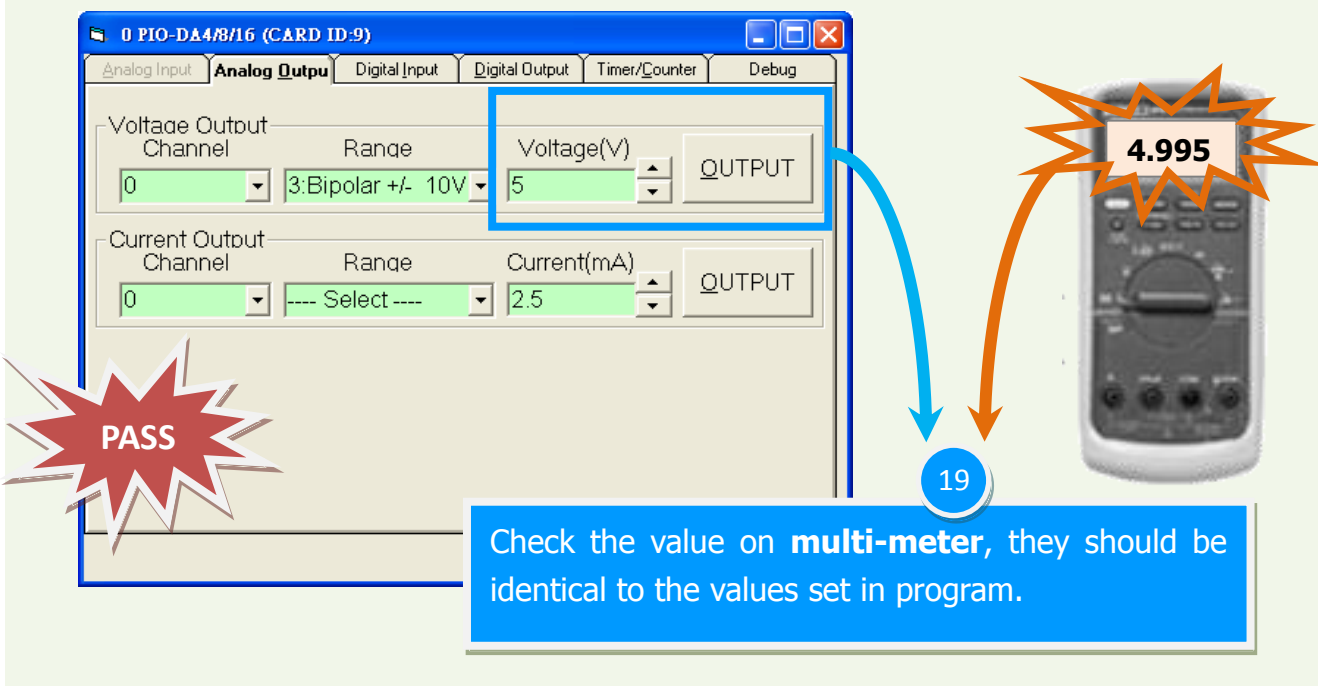 0 PIO-DA4/8/16 (CARD ID:9)
Analog Input Analog Outpu Digital Input Digital Output Timer/Counter Debug
Voltage Output
Channel Range Voltage(V)
0 3:Bipolar +/- 10V 5 OUTPUT
Current Output
Channel Range Current(mA)
0 ---- Select ---- 2.5 OUTPUT
4.995
PASS
19
Check the value on multi-meter, they should be
identical to the values set in program.